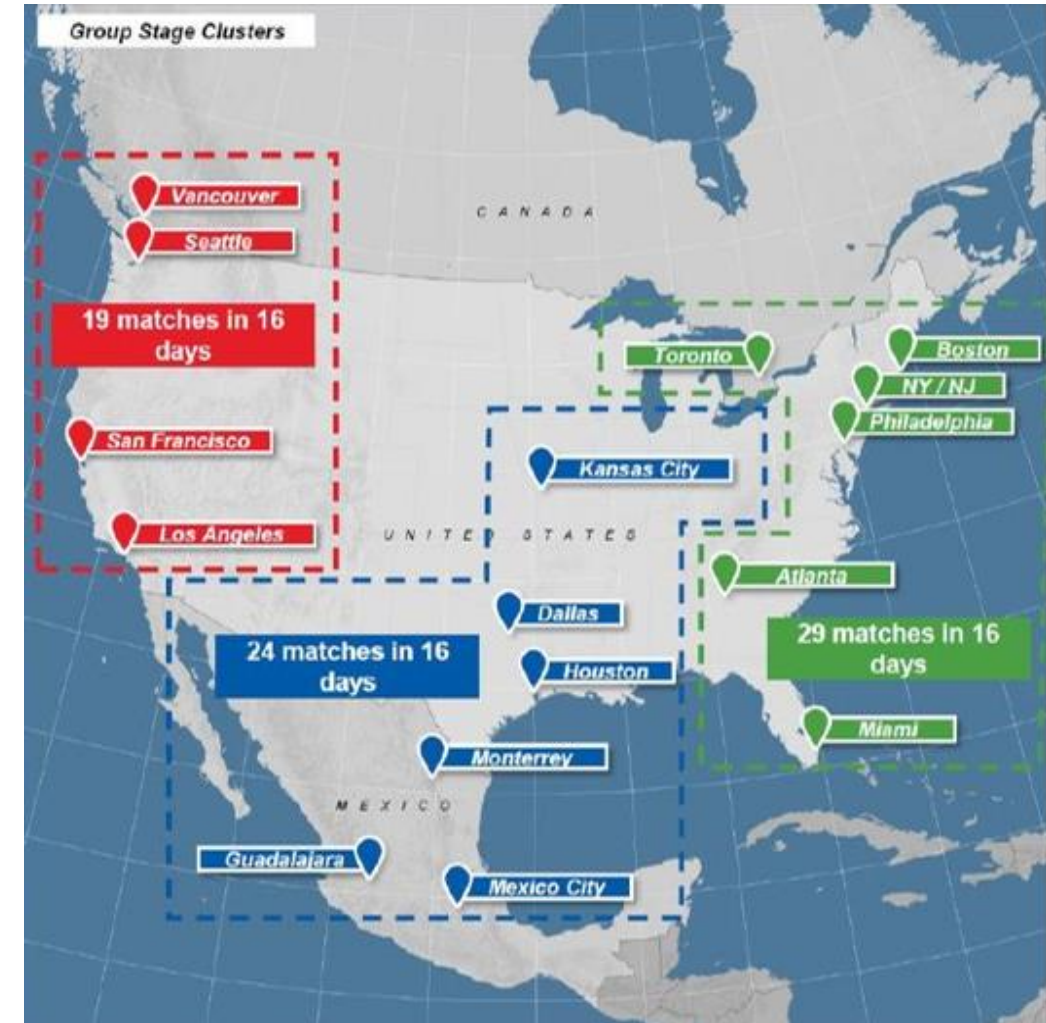 Group Stage Clusters
CANADA
Vancouver
Seattle
19 matches in 16
days
San Francisco
Los Angeles
Toronto
Boston
NY / NJ
Philadelphia
Kansas City
UNITED STATES
Atlanta
Dallas
29 matches in 16
days
24 matches in 16
days
Houston
Miami
Monterrey
MEXICO
Guadalajara
Mexico City